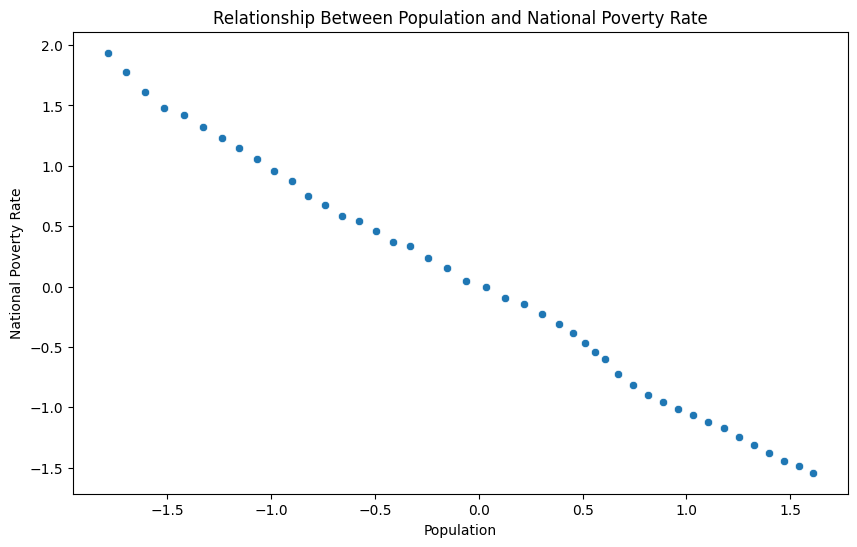 Relationship Between Population and National Poverty Rate
2.0
1.5
1.0
0.5
0.0
−0.5
−1.0
−1.5
National Poverty Rate
−1.5 −1.0 −0.5 0.0 0.5 1.0 1.5
Population